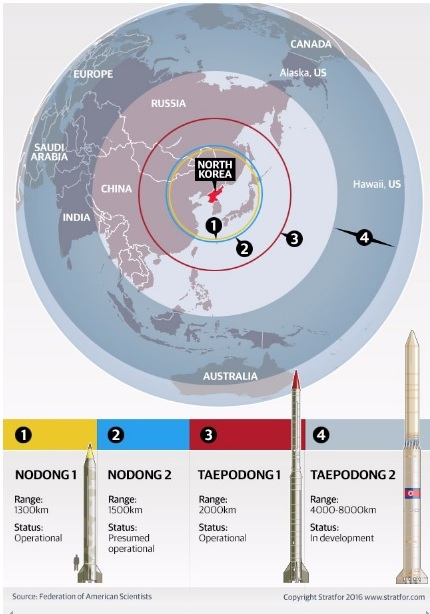 CANADA
EUROPE
Alaska, US
RUSSIA
SAUDI
ARABIA
NORTH
KOREA
CHINA
Hawaii, US
INDIA
1
2
3
4
AUSTRALIA
1
2
3
4
NODONG 1
Range:
1300km
Status:
Operational
NODONG 2
Range:
1500km
Status:
Presumed
operational
TAEPODONG 1
Range:
2000km
Status:
Operational
TAEPODONG 2
Range:
4000-8000km
Status:
In development
Source: Federation of American Scientists
Copyright Stratfor 2016 www.stratfor.com